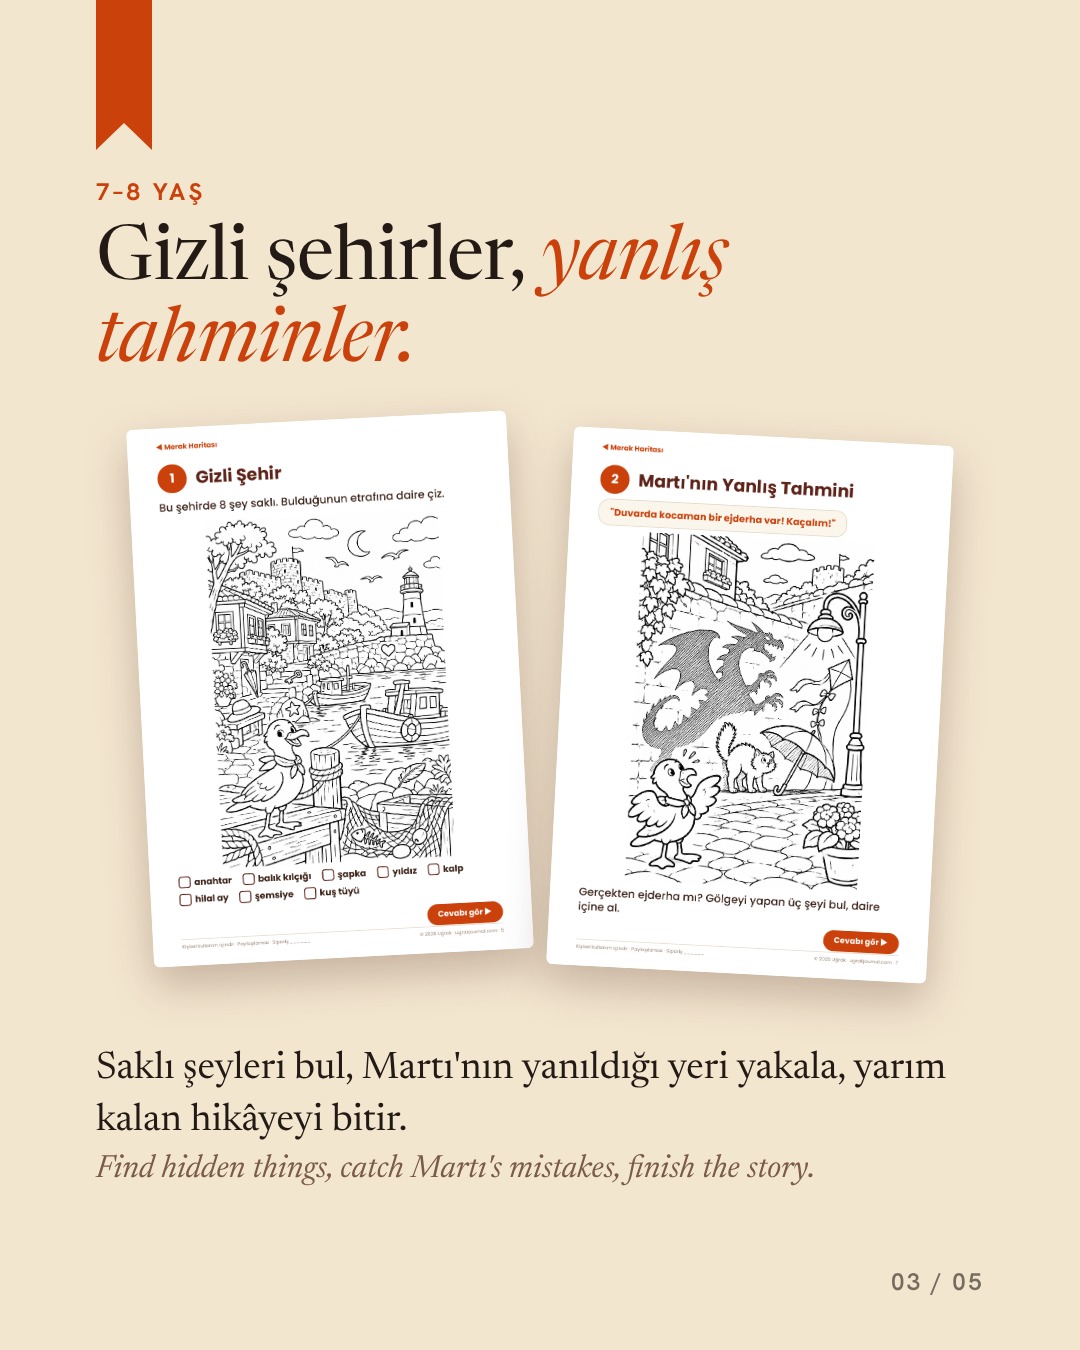 7–8 YAŞ
Gizli şehirler, yanlış
tahminler.
◀ Merak Haritası
1 Gizli Şehir
Bu şehirde 8 şey saklı. Bulduğunun etrafına daire çiz.
anahtar balık kılçığı şapka yıldız kalp
hilal ay şemsiye kuş tüyü
Cevabı gör ▶
◀ Merak Haritası
2 Martı'nın Yanlış Tahmini
"Duvarda kocaman bir ejderha var! Kaçalım!"
Gerçekten ejderha mı? Gölgeyi yapan üç şeyi bul, daire
içine al.
Cevabı gör ▶
Saklı şeyleri bul, Martı'nın yanıldığı yeri yakala, yarım
kalan hikâyeyi bitir.
Find hidden things, catch Martı's mistakes, finish the story.
03 / 05